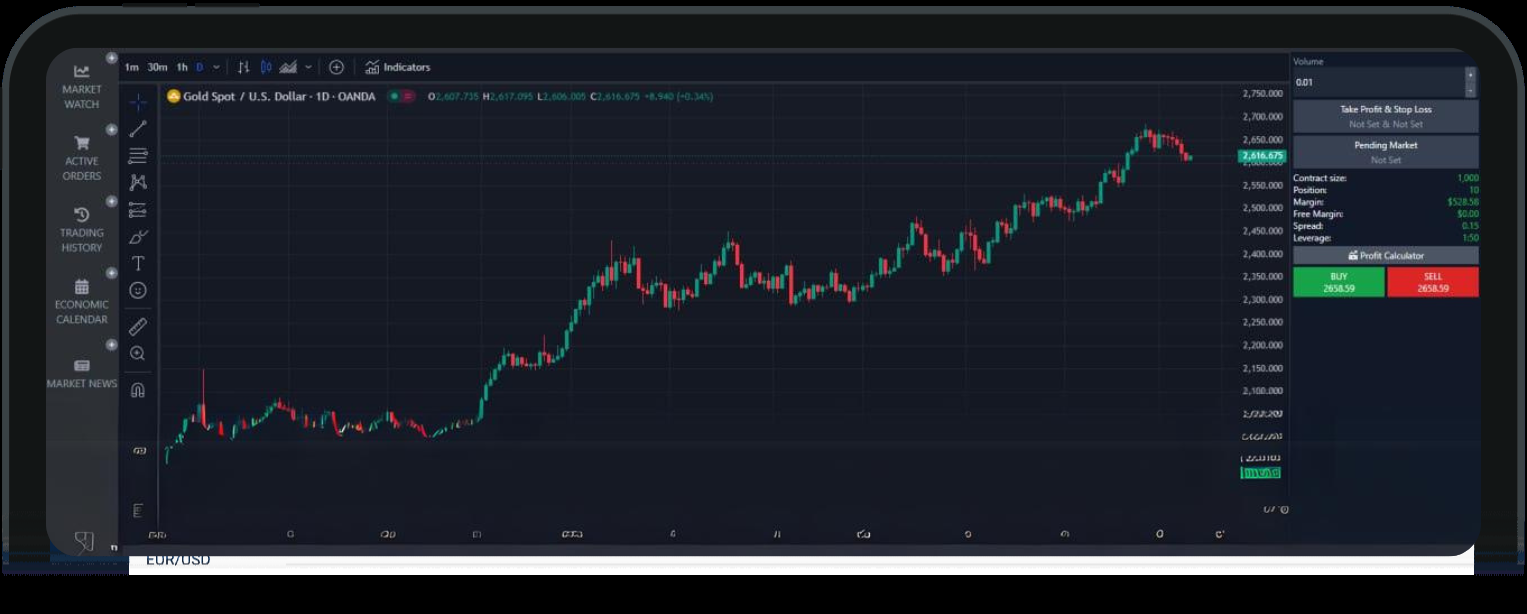 MARKET
WATCH
ACTIVE
ORDERS
TRADING
HISTORY
ECONOMIC
CALENDAR
MARKET NEWS
1m 30m 1h D Indicators
Gold Spot / U.S. Dollar · 1D · OANDA O2,607.735 H2,617.095 L2,606.005 C2,616.675 +8.940 (+0.34%)
2,750.000
2,700.000
2,650.000
2,616.675
2,600.000
2,550.000
2,500.000
2,450.000
2,400.000
2,350.000
2,300.000
2,250.000
2,200.000
2,150.000
2,100.000
Volume
0.01
Take Profit & Stop Loss
Not Set & Not Set
Pending Market
Not Set
Contract size: 1,000
Position: 10
Margin: $528.58
Free Margin: $0.00
Spread: 0.15
Leverage: 1:50
Profit Calculator
BUY
2658.59
SELL
2658.59
EUR/USD